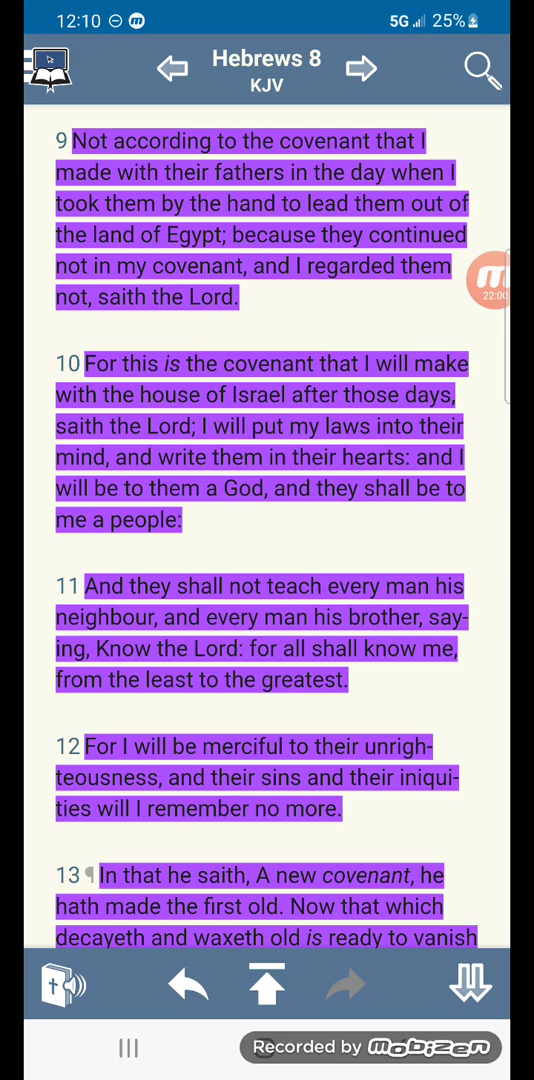 12:10 m 5G 25%
Hebrews 8
KJV
9 Not according to the covenant that I
made with their fathers in the day when I
took them by the hand to lead them out of
the land of Egypt; because they continued
not in my covenant, and I regarded them
not, saith the Lord.
m
22:00
10 For this is the covenant that I will make
with the house of Israel after those days,
saith the Lord; I will put my laws into their
mind, and write them in their hearts: and I
will be to them a God, and they shall be to
me a people:
11 And they shall not teach every man his
neighbour, and every man his brother, say-
ing, Know the Lord: for all shall know me,
from the least to the greatest.
12 For I will be merciful to their unrigh-
teousness, and their sins and their iniqui-
ties will I remember no more.
13 ¶ In that he saith, A new covenant, he
hath made the first old. Now that which
decayeth and waxeth old is ready to vanish
Recorded by mobizen